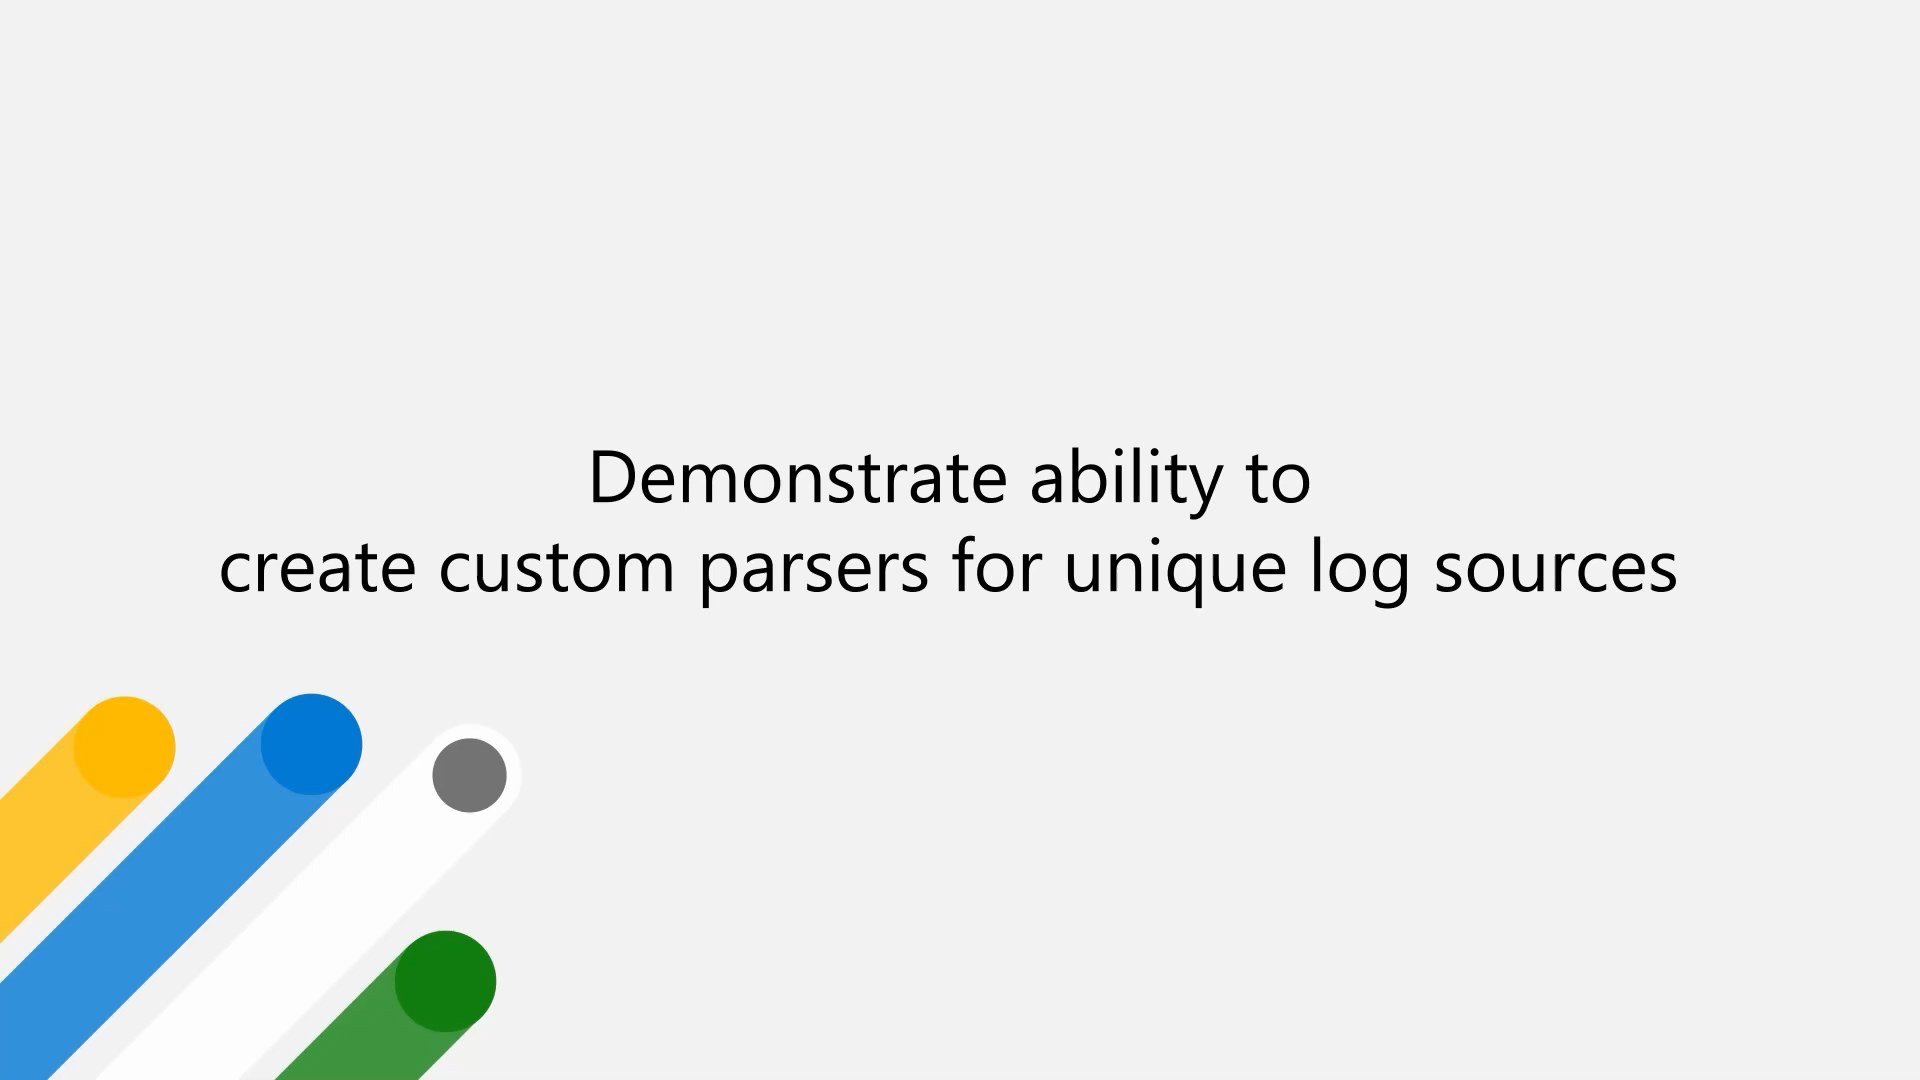 Demonstrate ability to
create custom parsers for unique log sources